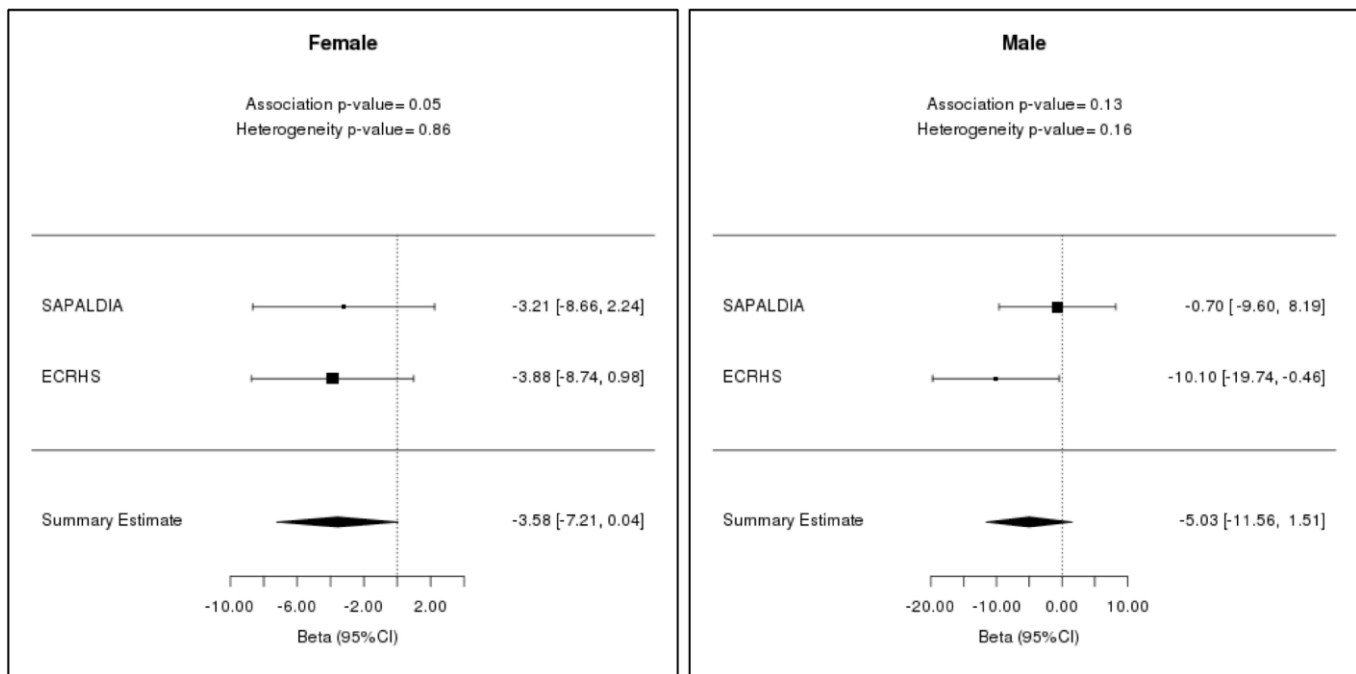 Female
Association p-value= 0.05
Heterogeneity p-value= 0.86
SAPALDIA -3.21 [-8.66, 2.24]
ECRHS -3.88 [-8.74, 0.98]
Summary Estimate -3.58 [-7.21, 0.04]
-10.00 -6.00 -2.00 2.00
Beta (95%CI)
Male
Association p-value= 0.13
Heterogeneity p-value= 0.16
SAPALDIA -0.70 [ -9.60, 8.19]
ECRHS -10.10 [-19.74, -0.46]
Summary Estimate -5.03 [-11.56, 1.51]
-20.00 -10.00 0.00 10.00
Beta (95%CI)